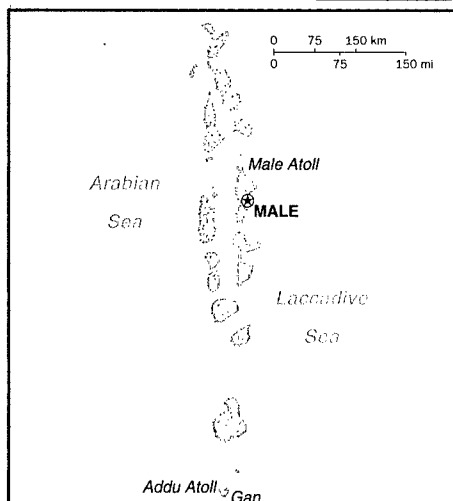 0 75 150 km
0 75 150 mi
Male Atoll
Arabian
Sea
MALE
Laccadive
Sea
Addu Atoll
Gan